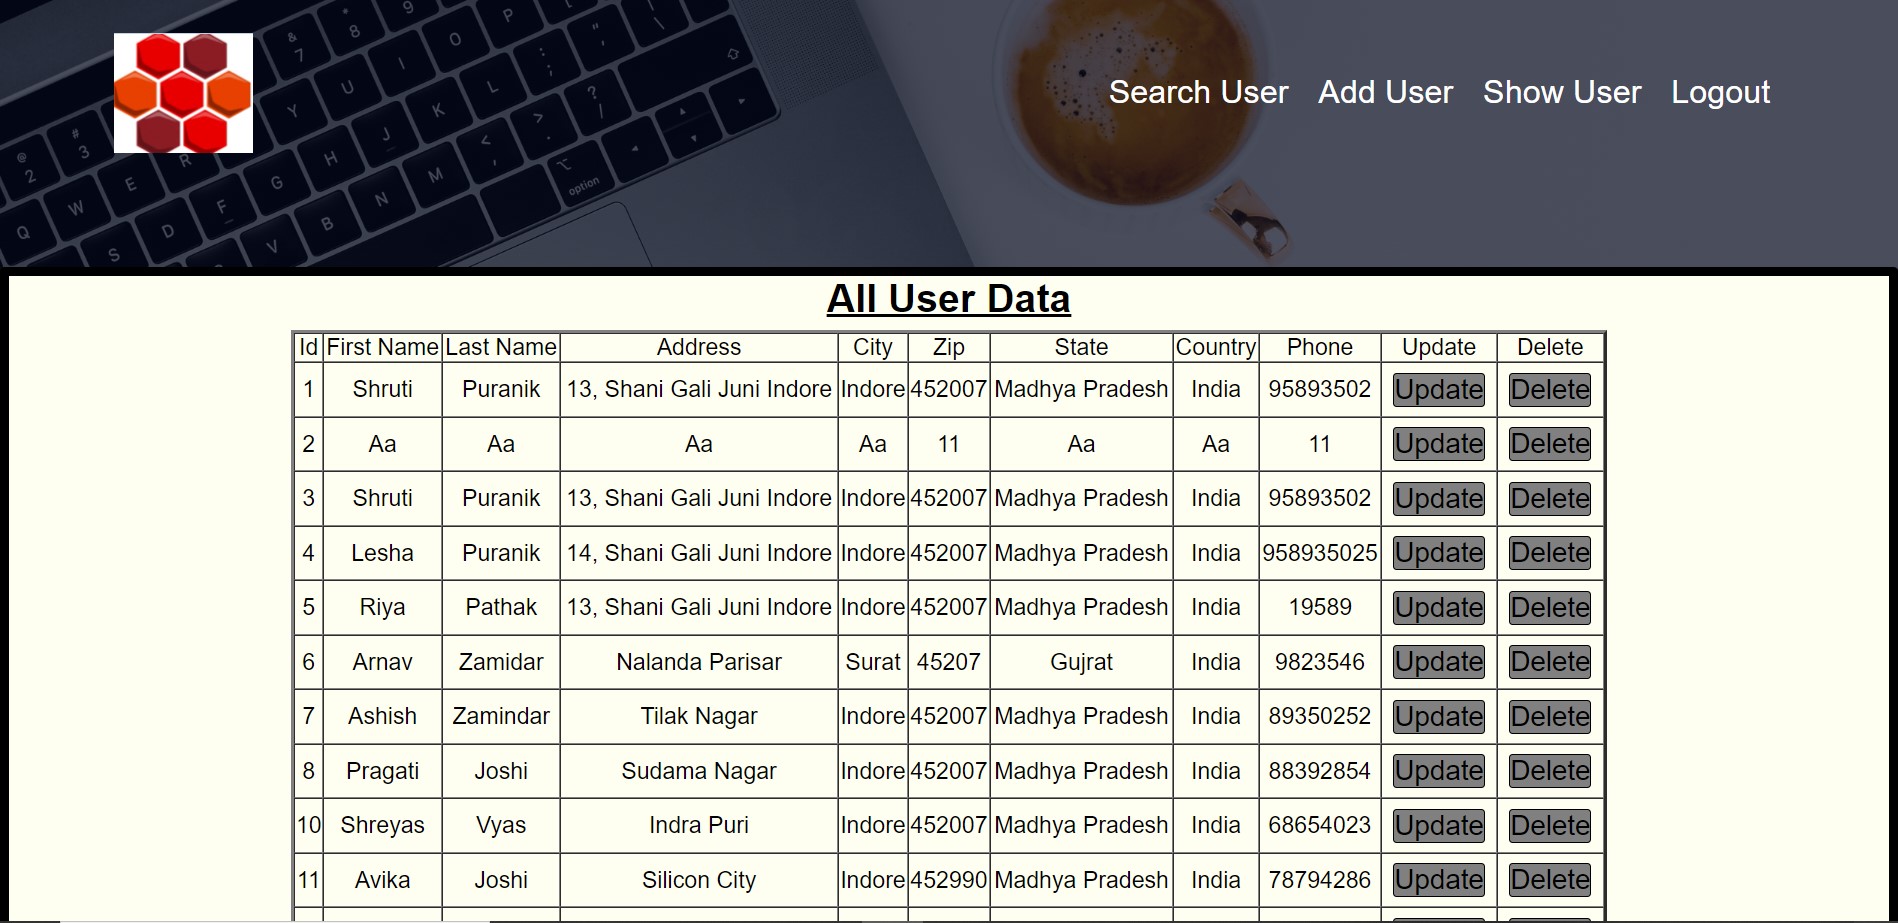 Search User Add User Show User Logout
& 7 * 8 9 P
Y U I O : ; " '
@ 2 # 3 R H J K L ? /
Q W E G M < , > .
S D F V B N option
All User Data
Id First Name Last Name Address City Zip State Country Phone Update Delete
1 Shruti Puranik 13, Shani Gali Juni Indore Indore 452007 Madhya Pradesh India 95893502 Update Delete
2 Aa Aa Aa Aa 11 Aa Aa 11 Update Delete
3 Shruti Puranik 13, Shani Gali Juni Indore Indore 452007 Madhya Pradesh India 95893502 Update Delete
4 Lesha Puranik 14, Shani Gali Juni Indore Indore 452007 Madhya Pradesh India 958935025 Update Delete
5 Riya Pathak 13, Shani Gali Juni Indore Indore 452007 Madhya Pradesh India 19589 Update Delete
6 Arnav Zamidar Nalanda Parisar Surat 45207 Gujrat India 9823546 Update Delete
7 Ashish Zamindar Tilak Nagar Indore 452007 Madhya Pradesh India 89350252 Update Delete
8 Pragati Joshi Sudama Nagar Indore 452007 Madhya Pradesh India 88392854 Update Delete
10 Shreyas Vyas Indra Puri Indore 452007 Madhya Pradesh India 68654023 Update Delete
11 Avika Joshi Silicon City Indore 452990 Madhya Pradesh India 78794286 Update Delete